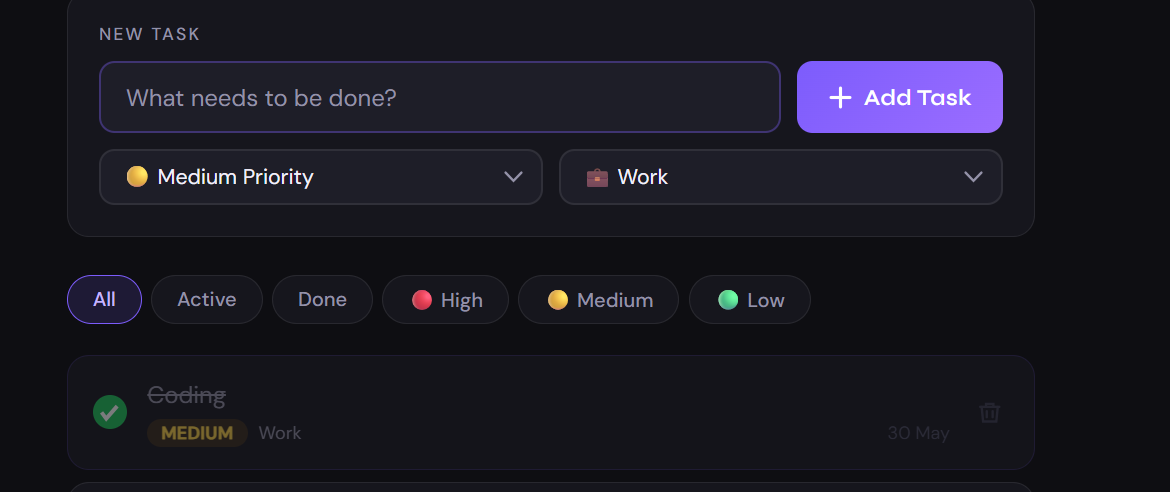 NEW TASK
What needs to be done?
+ Add Task
Medium Priority
Work
All
Active
Done
High
Medium
Low
Coding
MEDIUM Work
30 May